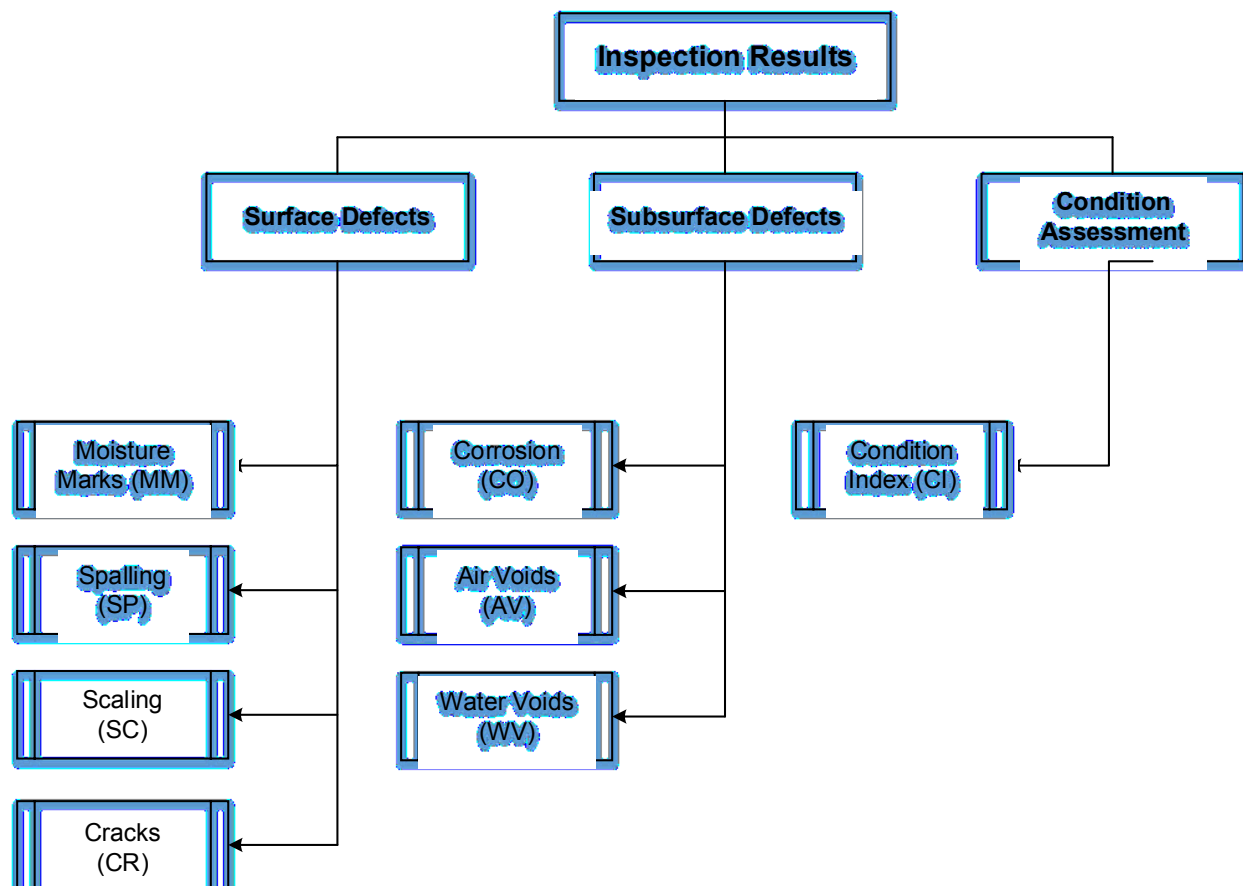 Inspection Results
Surface Defects
Subsurface Defects
Condition
Assessment
Moisture
Marks (MM)
Corrosion
(CO)
Condition
Index (CI)
Spalling
(SP)
Air Voids
(AV)
Scaling
(SC)
Water Voids
(WV)
Cracks
(CR)